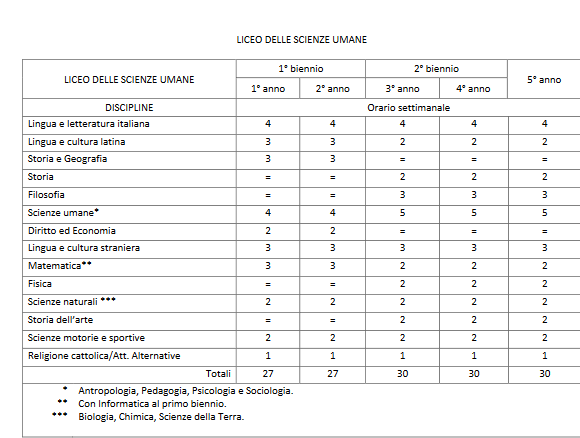 LICEO DELLE SCIENZE UMANE
LICEO DELLE SCIENZE UMANE 1° biennio 2° biennio 5° anno
1° anno 2° anno 3° anno 4° anno
DISCIPLINE Orario settimanale
Lingua e letteratura italiana 4 4 4 4 4
Lingua e cultura latina 3 3 2 2 2
Storia e Geografia 3 3 = = =
Storia = = 2 2 2
Filosofia = = 3 3 3
Scienze umane* 4 4 5 5 5
Diritto ed Economia 2 2 = = =
Lingua e cultura straniera 3 3 3 3 3
Matematica** 3 3 2 2 2
Fisica = = 2 2 2
Scienze naturali *** 2 2 2 2 2
Storia dell'arte = = 2 2 2
Scienze motorie e sportive 2 2 2 2 2
Religione cattolica/Att. Alternative 1 1 1 1 1
Totali 27 27 30 30 30
* Antropologia, Pedagogia, Psicologia e Sociologia.
** Con Informatica al primo biennio.
*** Biologia, Chimica, Scienze della Terra.